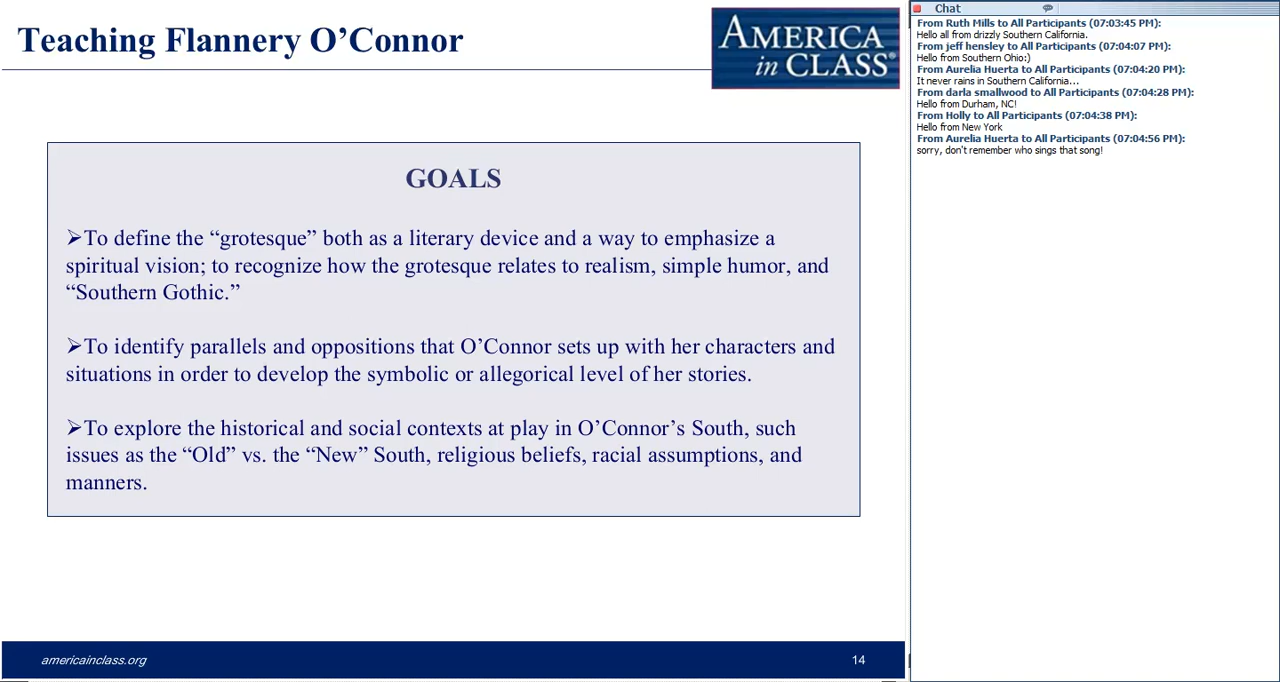 Teaching Flannery O’Connor
AMERICA
in CLASS®
GOALS
➢To define the “grotesque” both as a literary device and a way to emphasize a
spiritual vision; to recognize how the grotesque relates to realism, simple humor, and
“Southern Gothic.”
➢To identify parallels and oppositions that O’Connor sets up with her characters and
situations in order to develop the symbolic or allegorical level of her stories.
➢To explore the historical and social contexts at play in O’Connor’s South, such
issues as the “Old” vs. the “New” South, religious beliefs, racial assumptions, and
manners.
americainclass.org
14
Chat
From Ruth Mills to All Participants (07:03:45 PM):
Hello all from drizzly Southern California.
From jeff hensley to All Participants (07:04:07 PM):
Hello from Southern Ohio:)
From Aurelia Huerta to All Participants (07:04:20 PM):
It never rains in Southern California...
From darla smallwood to All Participants (07:04:28 PM):
Hello from Durham, NC!
From Holly to All Participants (07:04:38 PM):
Hello from New York
From Aurelia Huerta to All Participants (07:04:56 PM):
sorry, don't remember who sings that song!